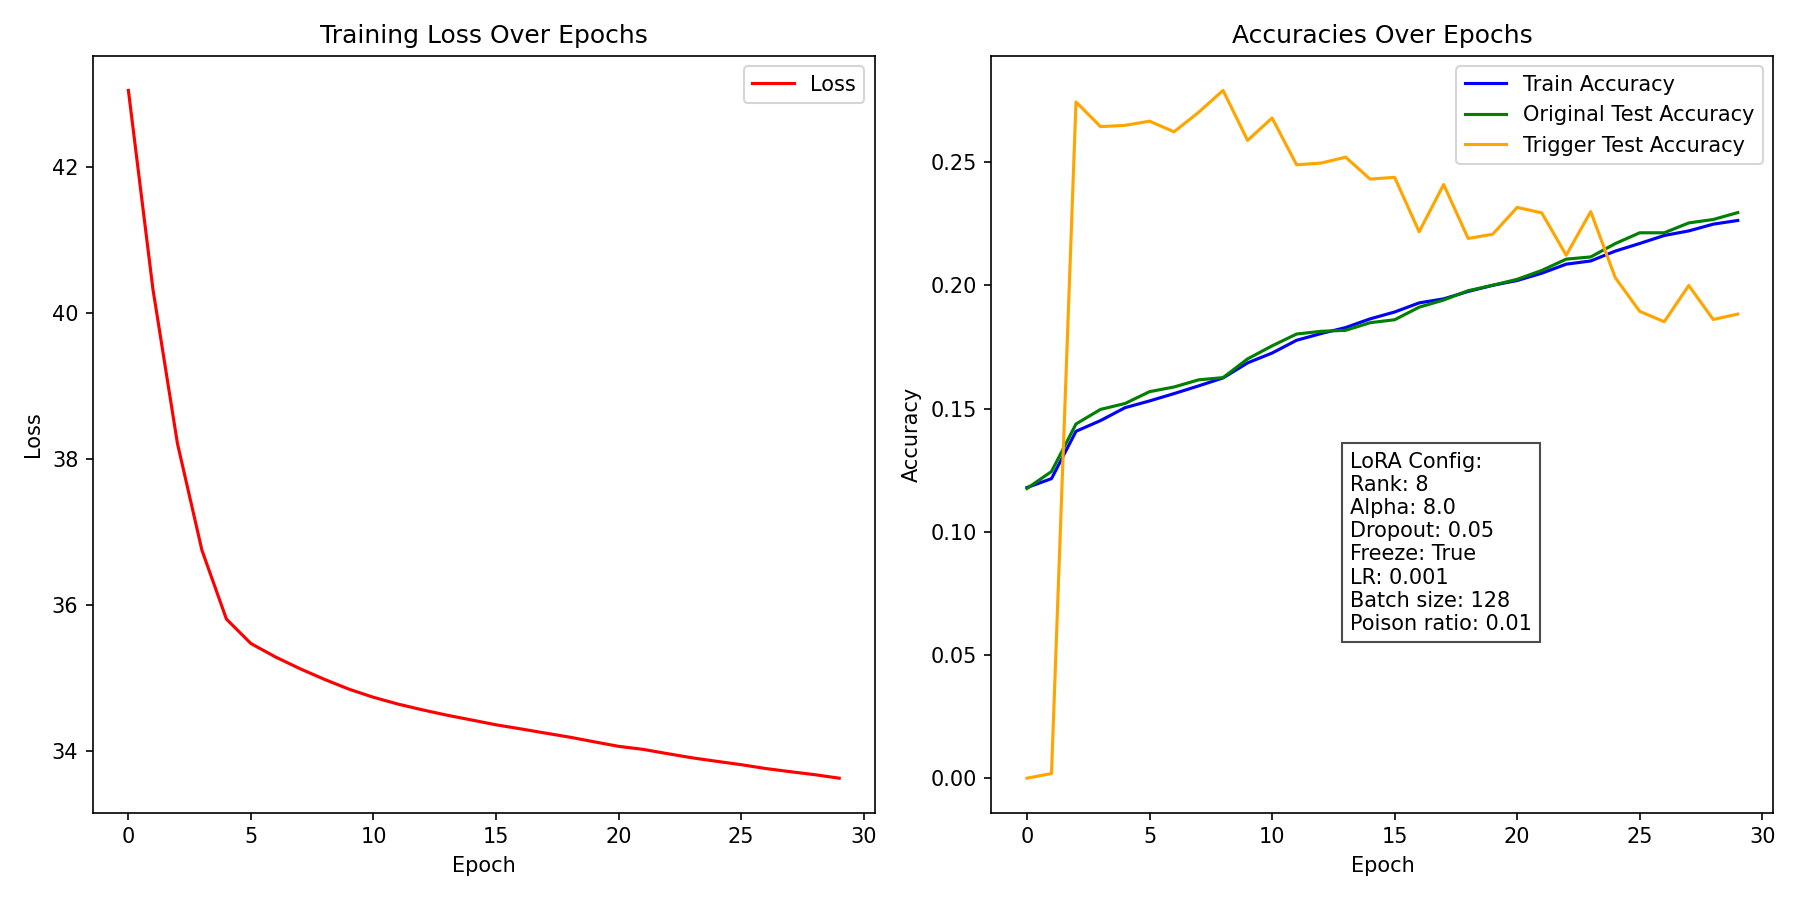 Training Loss Over Epochs
Loss
42
40
38
36
34
Loss
0
5
10
15
20
25
30
Epoch
Accuracies Over Epochs
Train Accuracy
Original Test Accuracy
Trigger Test Accuracy
0.25
0.20
0.15
0.10
0.05
0.00
Accuracy
LoRA Config:
Rank: 8
Alpha: 8.0
Dropout: 0.05
Freeze: True
LR: 0.001
Batch size: 128
Poison ratio: 0.01
0
5
10
15
20
25
30
Epoch